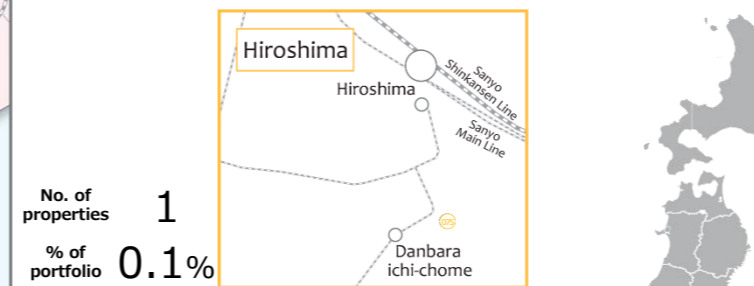 Hiroshima
Sanyo
Shinkansen Line
Hiroshima
Sanyo
Main Line
No. of
properties 1
% of
portfolio 0.1%
Danbara
ichi-chome